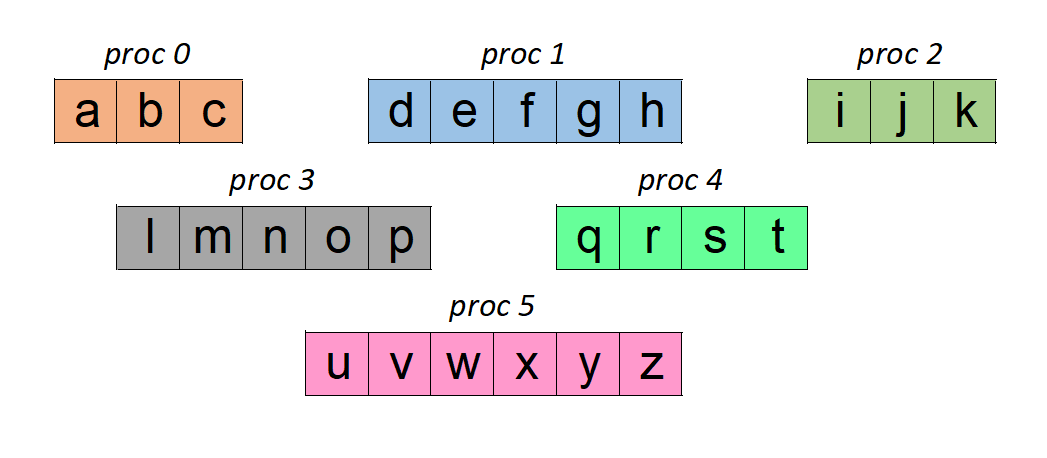 proc 0 proc 1 proc 2
a b c d e f g h i j k
proc 3 proc 4
l m n o p q r s t
proc 5
u v w x y z